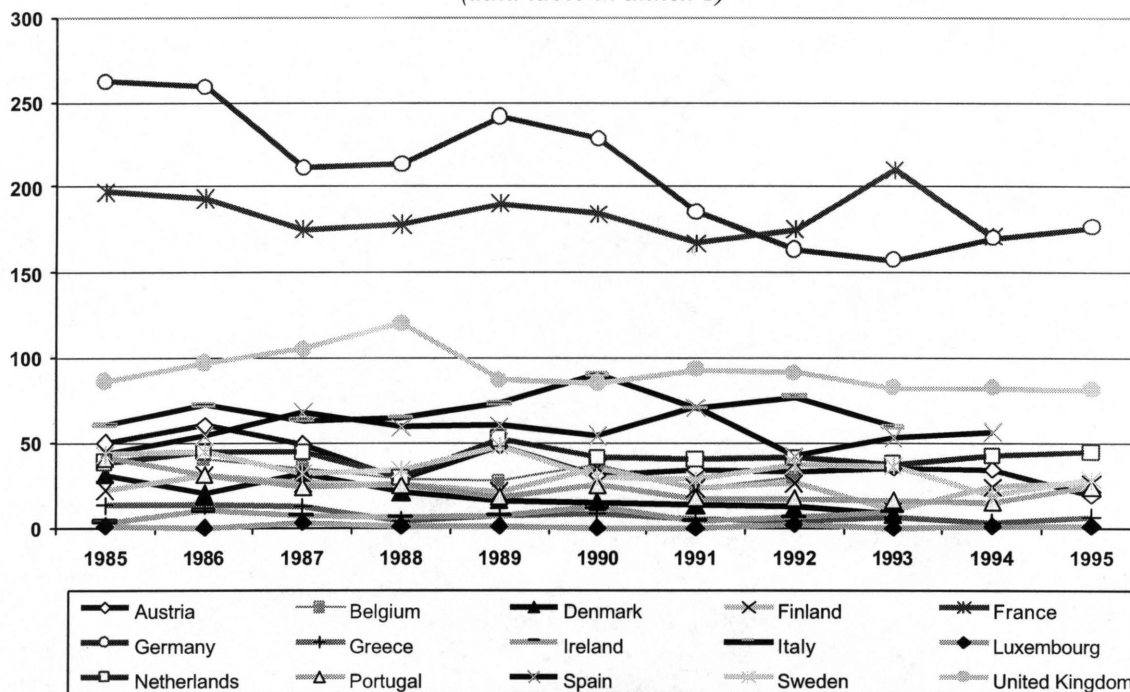 300
250
200
150
100
50
0
1985 1986 1987 1988 1989 1990 1991 1992 1993 1994 1995
Austria Belgium Denmark Finland France
Germany Greece Ireland Italy Luxembourg
Netherlands Portugal Spain Sweden United Kingdom